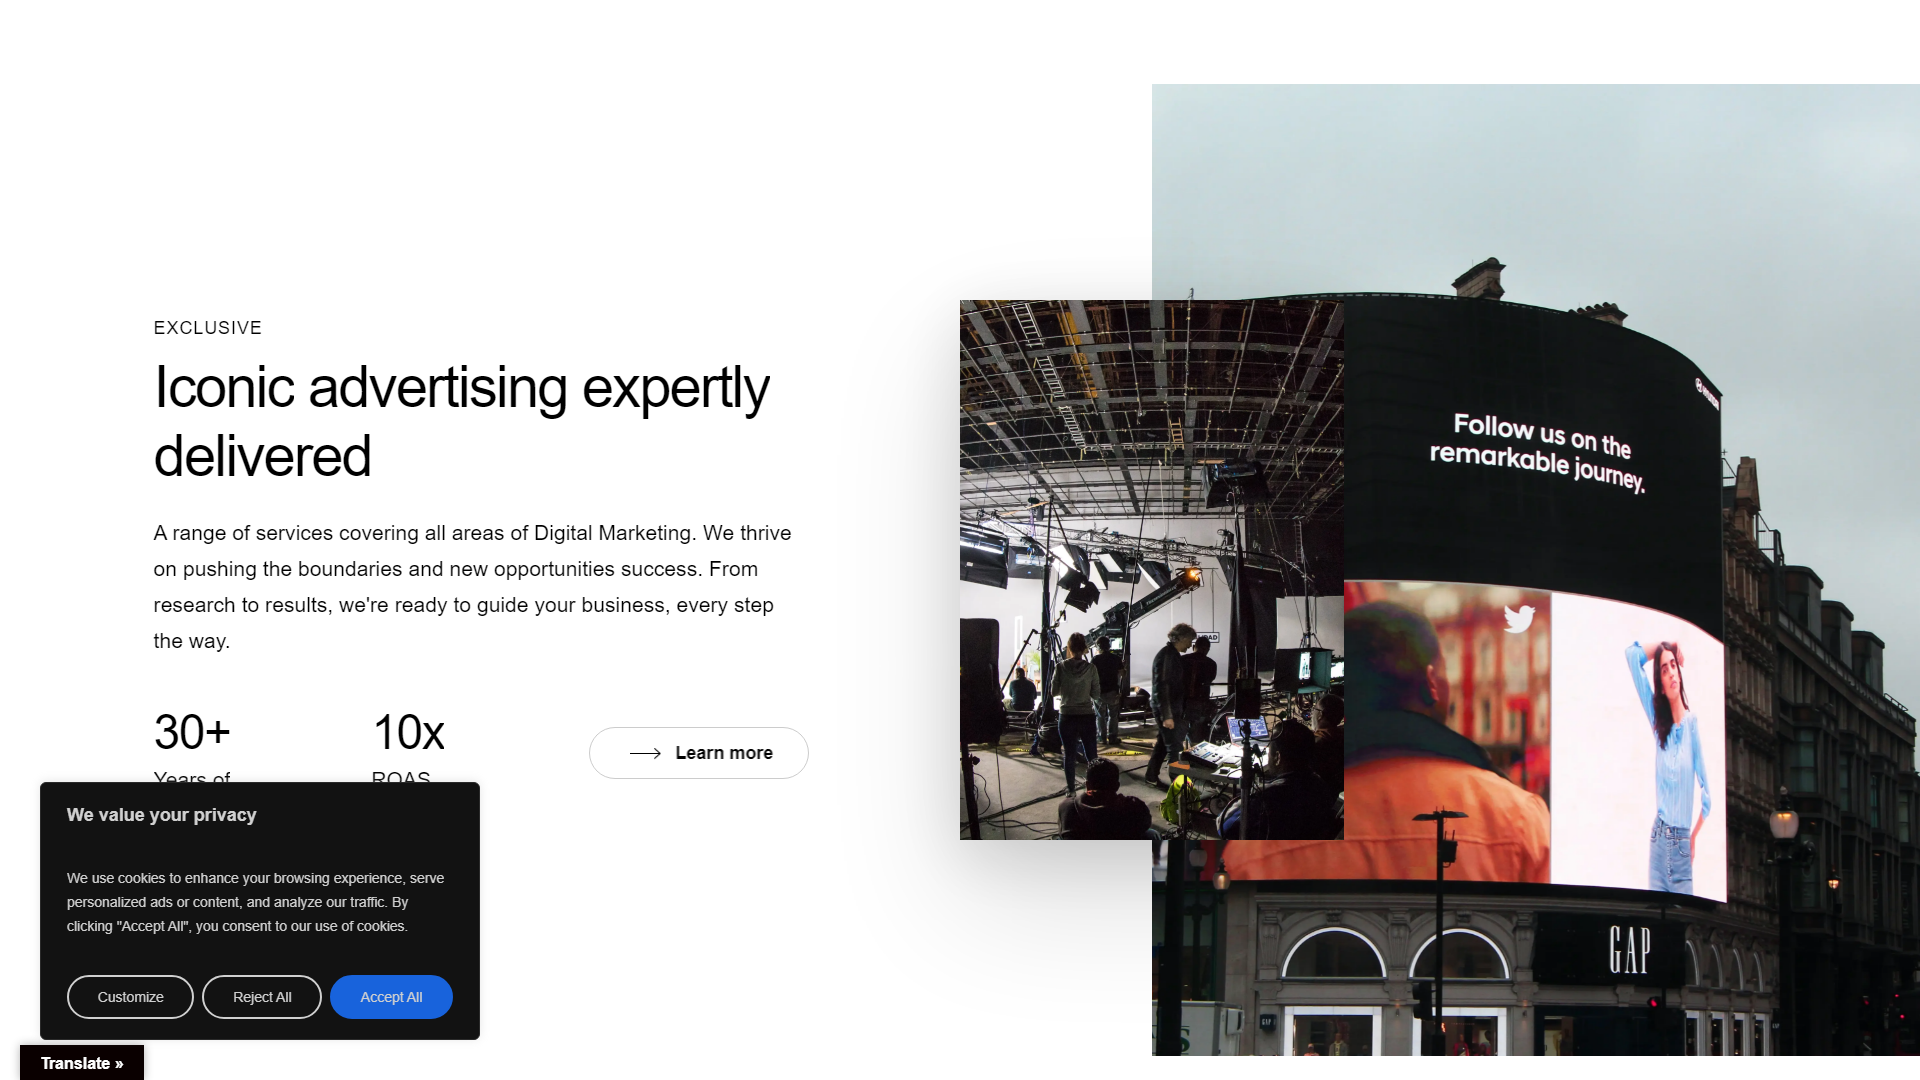 EXCLUSIVE
Iconic advertising expertly
delivered
A range of services covering all areas of Digital Marketing. We thrive
on pushing the boundaries and new opportunities success. From
research to results, we're ready to guide your business, every step
the way.
30+
Years of
10x
ROAS
Learn more
Follow us on the
remarkable journey.
GAP
We value your privacy
We use cookies to enhance your browsing experience, serve
personalized ads or content, and analyze our traffic. By
clicking "Accept All", you consent to our use of cookies.
Customize
Reject All
Accept All
Translate »